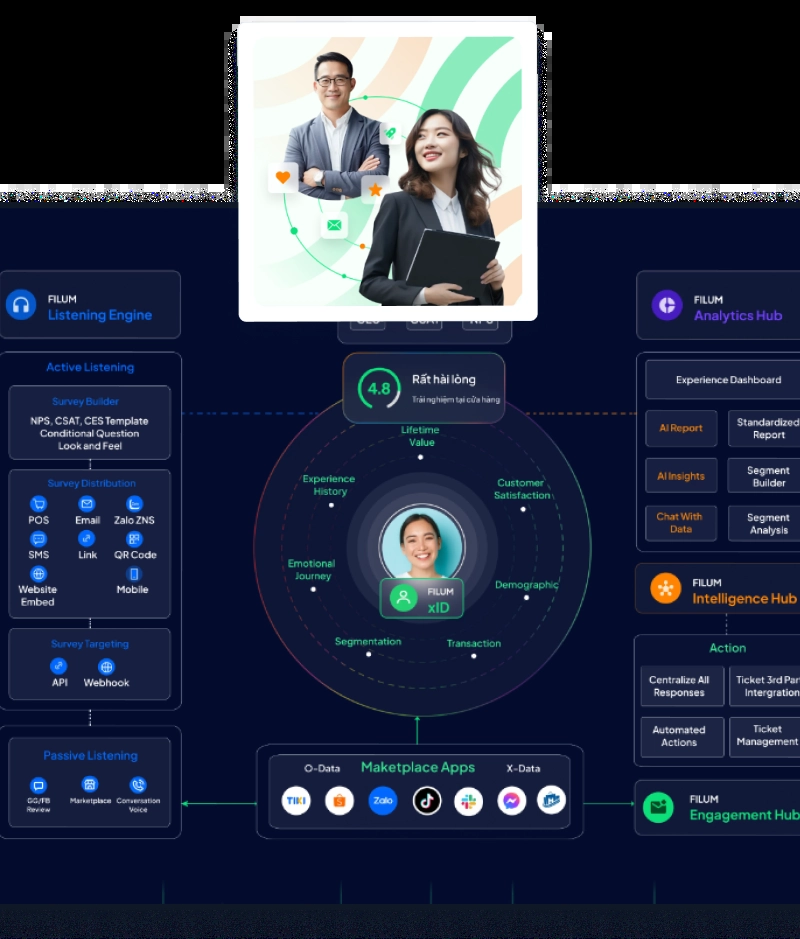 FILUM
Listening Engine
Active Listening
Survey Builder
NPS, CSAT, CES Template
Conditional Question
Look and Feel
Survey Distribution
POS
Email
Zalo ZNS
SMS
Link
QR Code
Website
Embed
Mobile
Survey Targeting
API
Webhook
Passive Listening
GG/FB
Review
Marketplace
Conversation
Voice
4.8
Rất hài lòng
Trải nghiệm tại cửa hàng
Lifetime
Value
Experience
History
Customer
Satisfaction
Emotional
Journey
Demographic
FILUM
xID
Segmentation
Transaction
O-Data
Maketplace Apps
X-Data
TIKI
Zalo
FILUM
Analytics Hub
Experience Dashboard
AI Report
Standardized
Report
AI Insights
Segment
Builder
Chat With
Data
Segment
Analysis
FILUM
Intelligence Hub
Action
Centralize All
Responses
Ticket 3rd Part
Intergration
Automated
Actions
Ticket
Management
FILUM
Engagement Hub